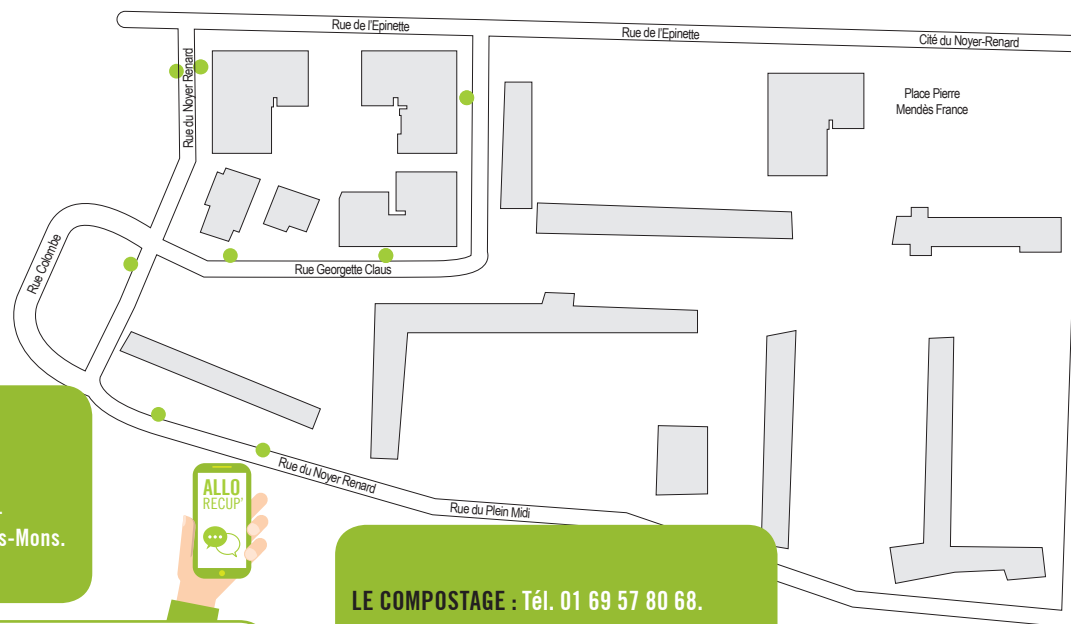 Rue de l'Epinette
Rue de l'Epinette
Cité du Noyer-Renard
Rue du Noyer Renard
Place Pierre
Mendès France
Rue Colombe
Rue Georgette Claus
Rue du Noyer Renard
Rue du Plein Midi
s-Mons.
ALLO
RECUP'
LE COMPOSTAGE : Tél. 01 69 57 80 68.